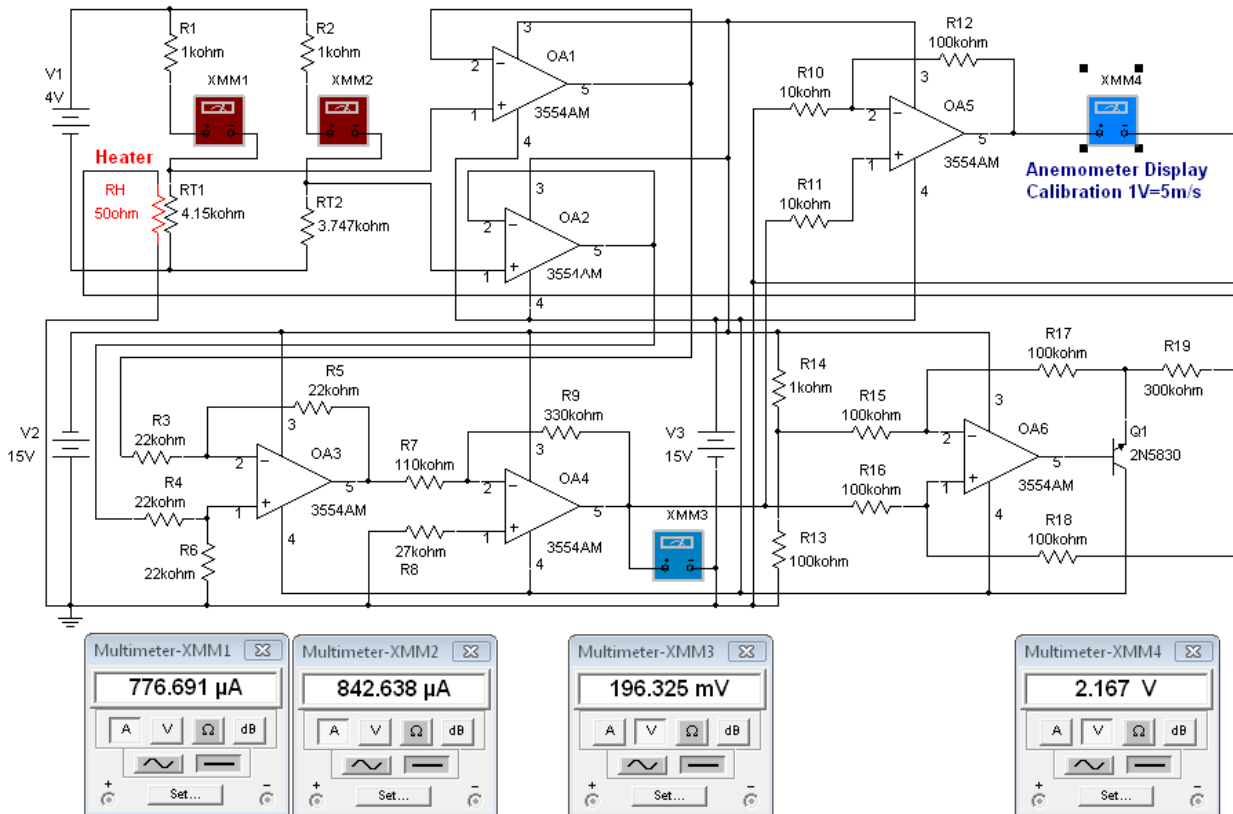 R1
1kohm
R2
1kohm
V1
4V
XMM1
XMM2
Heater
RH
50ohm
RT1
4.15kohm
RT2
3.747kohm
OA1
3554AM
2
1
3
4
5
OA2
3554AM
2
1
3
4
5
R10
10kohm
R11
10kohm
R12
100kohm
OA5
3554AM
2
1
3
4
5
XMM4
Anemometer Display
Calibration 1V=5m/s
V2
15V
R3
22kohm
R4
22kohm
R5
22kohm
R6
22kohm
OA3
3554AM
2
1
3
4
5
R7
110kohm
27kohm
R8
R9
330kohm
OA4
3554AM
2
1
3
4
5
V3
15V
XMM3
R14
1kohm
R15
100kohm
R16
100kohm
R13
100kohm
R17
100kohm
R19
300kohm
OA6
3554AM
2
1
3
4
5
Q1
2N5830
R18
100kohm
Multimeter-XMM1
776.691 µA
A V Ω dB
+ Set... −
Multimeter-XMM2
842.638 µA
A V Ω dB
+ Set... −
Multimeter-XMM3
196.325 mV
A V Ω dB
+ Set... −
Multimeter-XMM4
2.167 V
A V Ω dB
+ Set... −